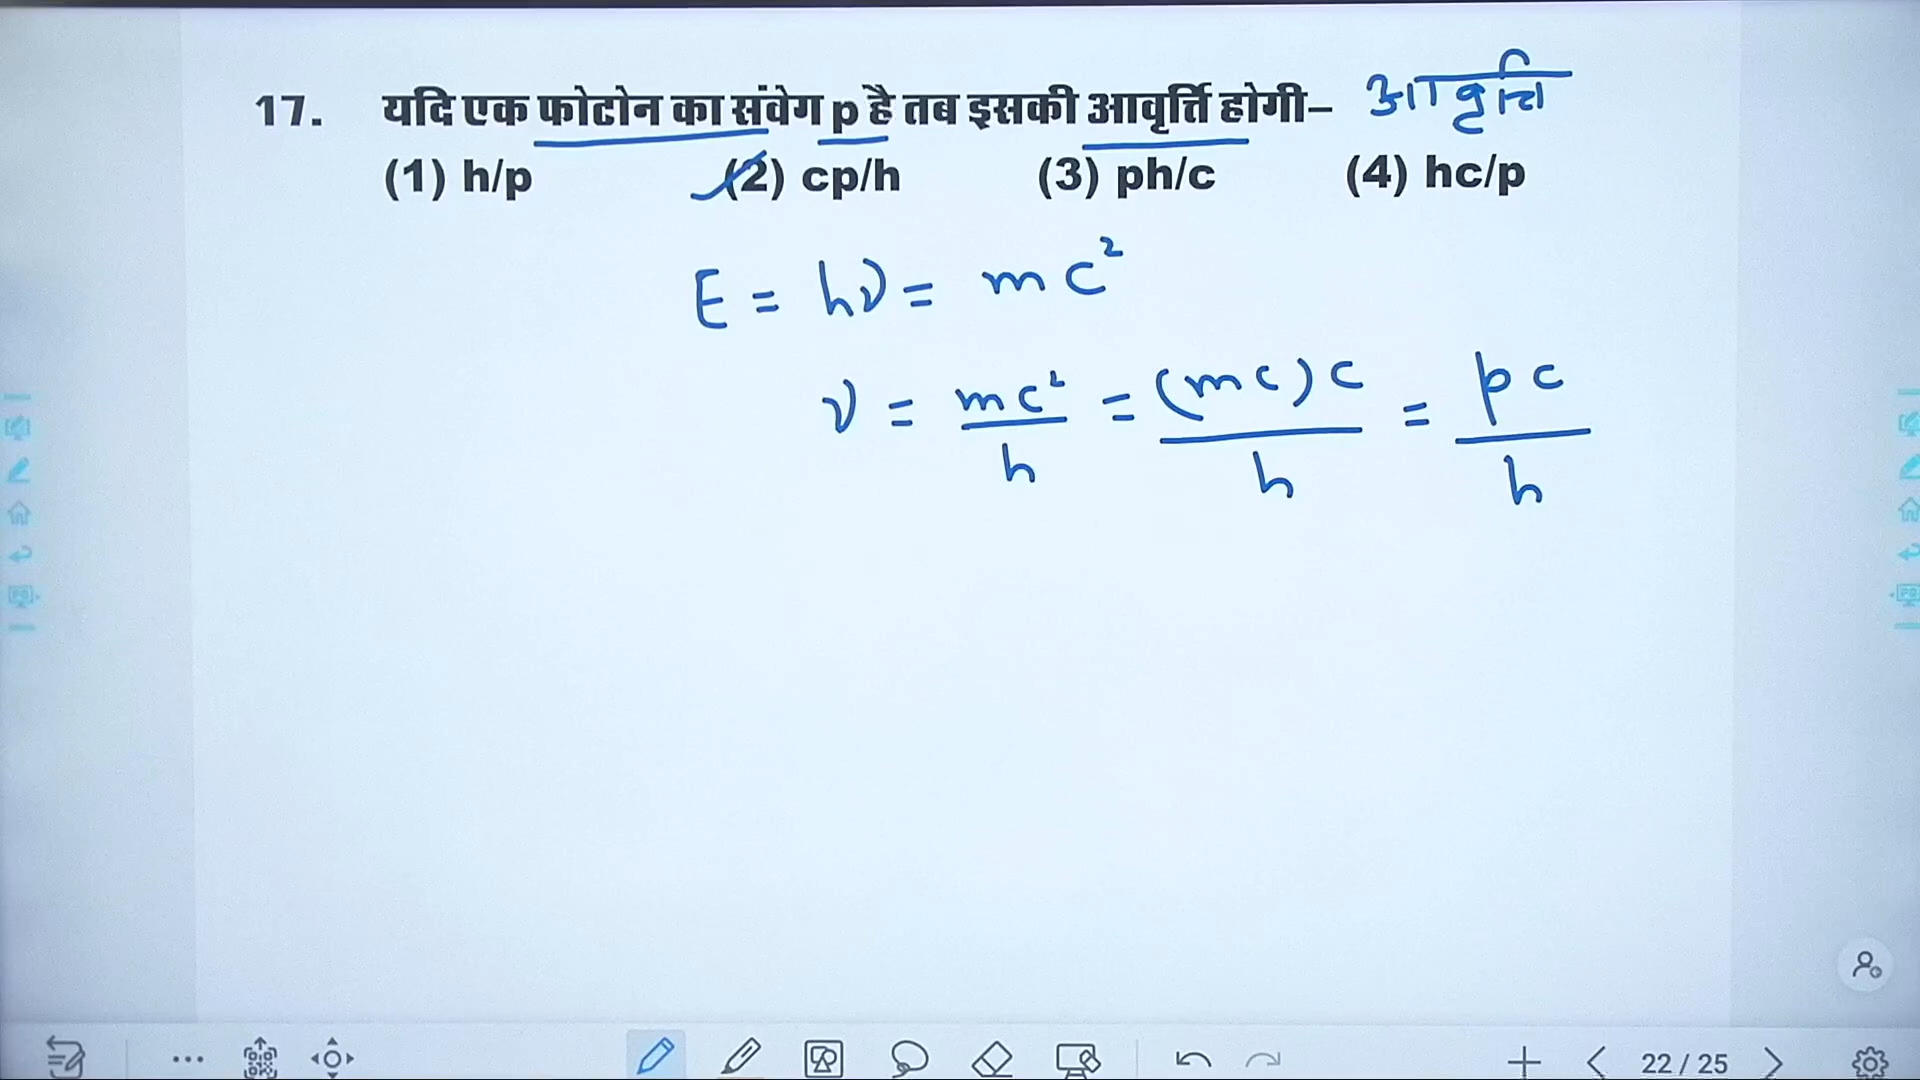 17. यदि एक फोटोन का संवेग p है तब इसकी आवृर्त्ति होगी– आवृत्ति
(1) h/p (2) cp/h (3) ph/c (4) hc/p
E = hν = mc²
ν = mc²/h = (mc)c/h = pc/h
22 / 25